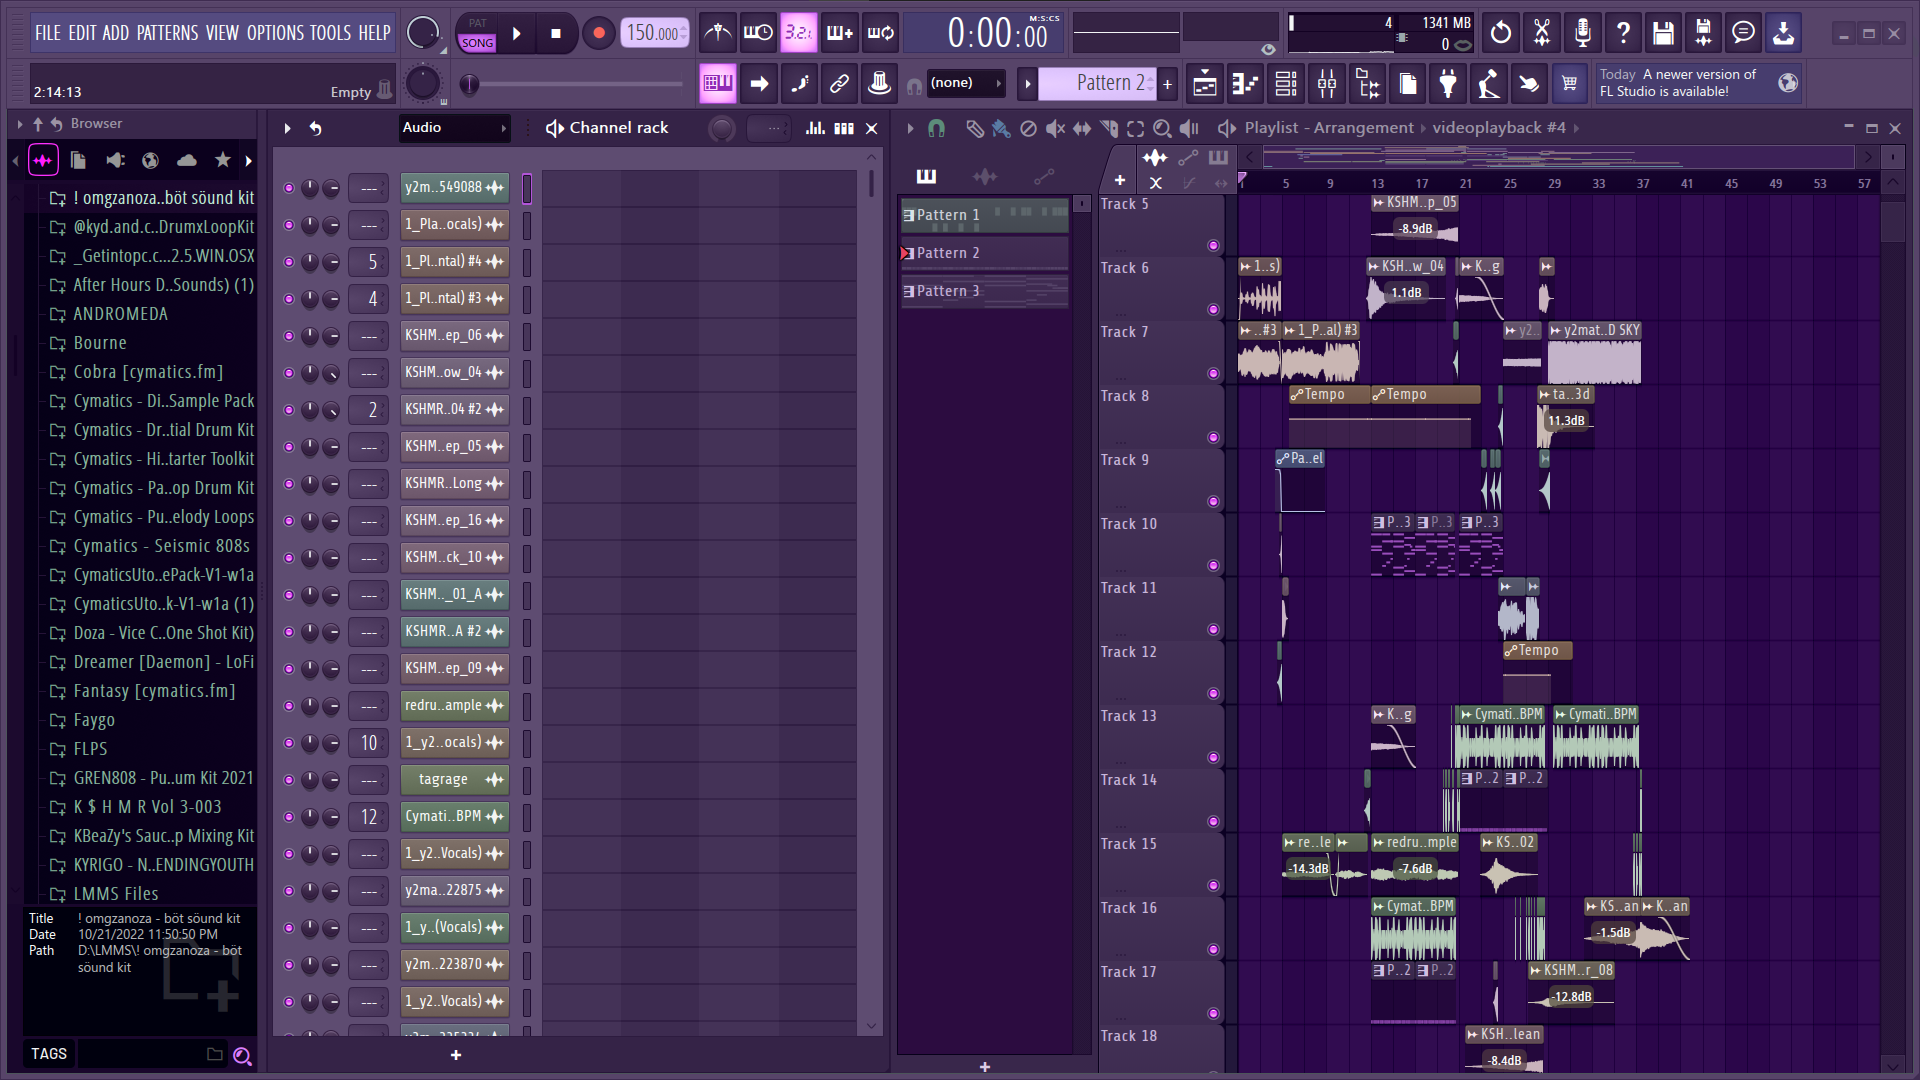 FILE EDIT ADD PATTERNS VIEW OPTIONS TOOLS HELP
PAT
SONG
150.000
3.2.
0:00:00
M:S:CS
4
1341 MB
0
2:14:13
Empty
(none)
Pattern 2
Today A newer version of
FL Studio is available!
Browser
! omgzanoza..böt söund kit
@kyd.and.c..DrumxLoopKit
_Getintopc.c...2.5.WIN.OSX
After Hours D..Sounds) (1)
ANDROMEDA
Bourne
Cobra [cymatics.fm]
Cymatics - Di..Sample Pack
Cymatics - Dr..tial Drum Kit
Cymatics - Hi..tarter Toolkit
Cymatics - Pa..op Drum Kit
Cymatics - Pu..elody Loops
Cymatics - Seismic 808s
CymaticsUto..ePack-V1-w1a
CymaticsUto..k-V1-w1a (1)
Doza - Vice C..One Shot Kit)
Dreamer [Daemon] - LoFi
Fantasy [cymatics.fm]
Faygo
FLPS
GREN808 - Pu..um Kit 2021
K $ H M R Vol 3-003
KBeaZy's Sauc..p Mixing Kit
KYRIGO - N..ENDINGYOUTH
LMMS Files
Title ! omgzanoza - böt söund kit
Date 10/21/2022 11:50:50 PM
Path D:\LMMS\! omgzanoza - böt
söund kit
TAGS
Audio
Channel rack
--- y2m..549088
--- 1_Pla..ocals)
5 1_Pl..ntal) #4
4 1_Pl..ntal) #3
--- KSHM..ep_06
--- KSHM..ow_04
2 KSHMR..04 #2
--- KSHM..ep_05
--- KSHMR..Long
--- KSHM..ep_16
--- KSHM..ck_10
--- KSHM.._01_A
--- KSHMR..A #2
--- KSHM..ep_09
--- redru..ample
10 1_y2..ocals)
--- tagrage
12 Cymati..BPM
--- 1_y2..Vocals)
--- y2ma..22875
--- 1_y..(Vocals)
--- y2m..223870
--- 1_y2..Vocals)
Pattern 1
Pattern 2
Pattern 3
Playlist - Arrangement videoplayback #4
5 9 13 17 21 25 29 33 37 41 45 49 53 57
Track 5
KSHM..p_05
-8.9dB
Track 6
1..s) KSH..w_04 K..g
1.1dB
Track 7
..#3 1_P..al) #3 y2.. y2mat..D SKY
Track 8
Tempo Tempo ta..3d
11.3dB
Track 9
Pa..el
Track 10
P..3 P..3 P..3
Track 11
Track 12
Tempo
Track 13
K..g Cymati..BPM Cymati..BPM
Track 14
P..2 P..2
Track 15
re..le redru..mple KS..02
-14.3dB -7.6dB
Track 16
Cymat..BPM KS..an K..an
-1.5dB
Track 17
P..2 P..2 KSHM..r_08
-12.8dB
Track 18
KSH..lean
-8.4dB